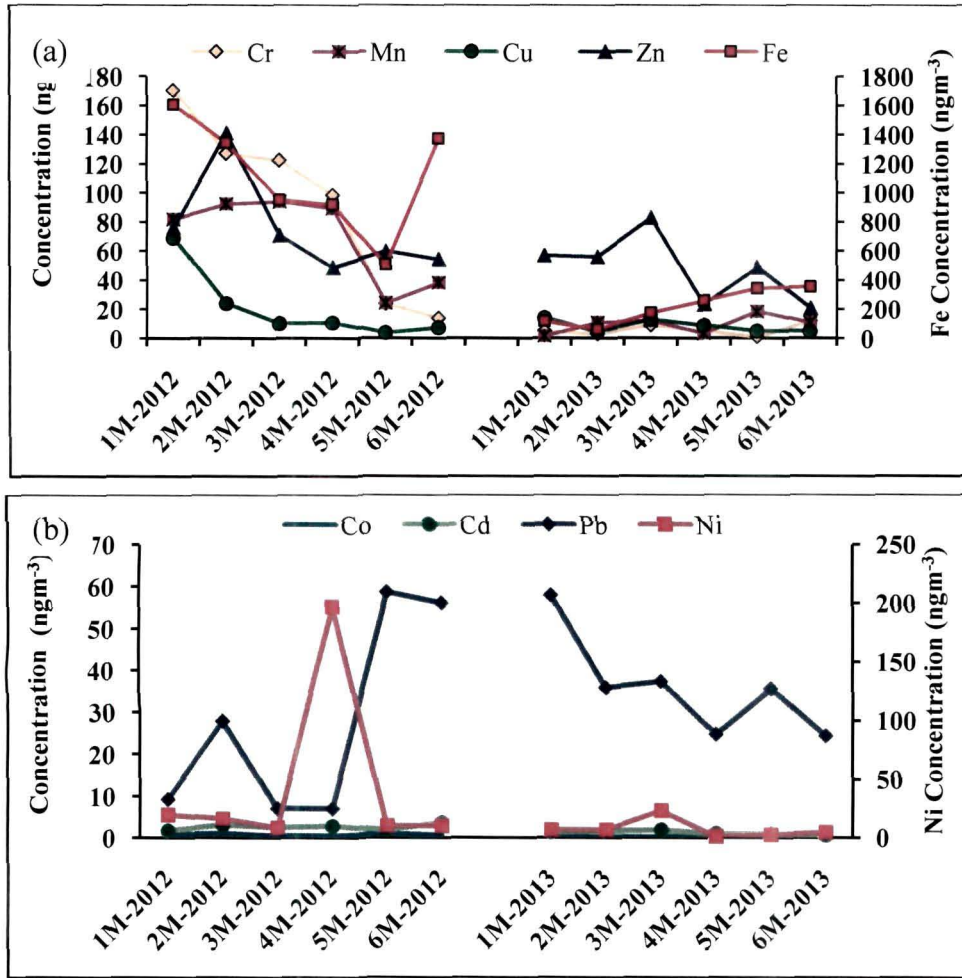 (a) Cr Mn Cu Zn Fe
Concentration (ng
180
160
140
120
100
80
60
40
20
0
1800
1600
1400
1200
1000
800
600
400
200
0
Fe Concentration (ngm⁻³)
1M-2012
2M-2012
3M-2012
4M-2012
5M-2012
6M-2012
1M-2013
2M-2013
3M-2013
4M-2013
5M-2013
6M-2013
(b) Co Cd Pb Ni
Concentration (ngm⁻³)
70
60
50
40
30
20
10
0
250
200
150
100
50
0
Ni Concentration (ngm⁻³)
1M-2012
2M-2012
3M-2012
4M-2012
5M-2012
6M-2012
1M-2013
2M-2013
3M-2013
4M-2013
5M-2013
6M-2013